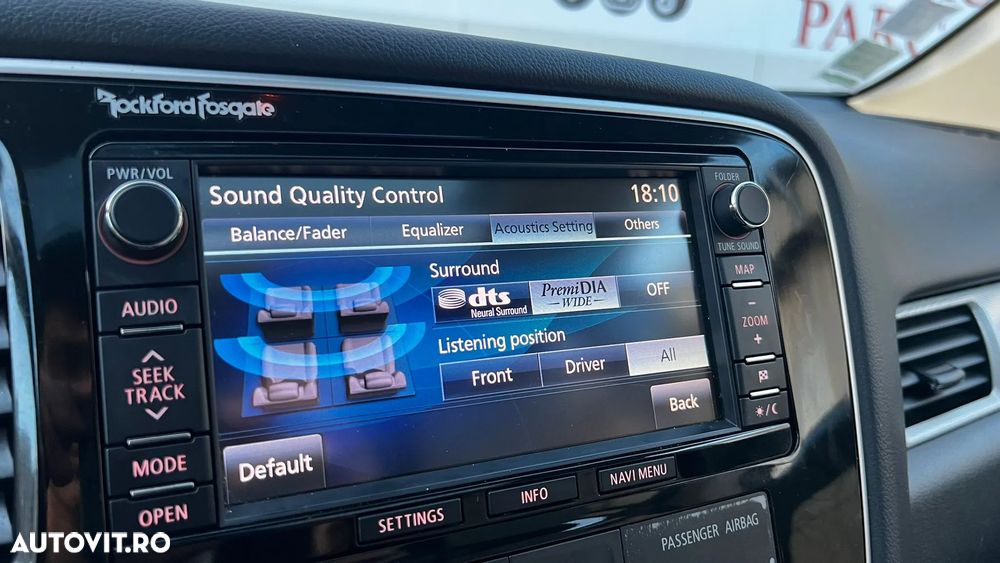 PARK
Rockford Fosgate
PWR/VOL
FOLDER
Sound Quality Control 18:10
Balance/Fader Equalizer Acoustics Setting Others
TUNE SOUND
Surround
MAP
dts PremiDIA OFF
Neural Surround WIDE
AUDIO
−
ZOOM
+
Listening position
SEEK
TRACK
Front Driver All
Back
MODE
Default
OPEN
SETTINGS INFO NAVI MENU
PASSENGER AIRBAG
AUTOVIT.RO